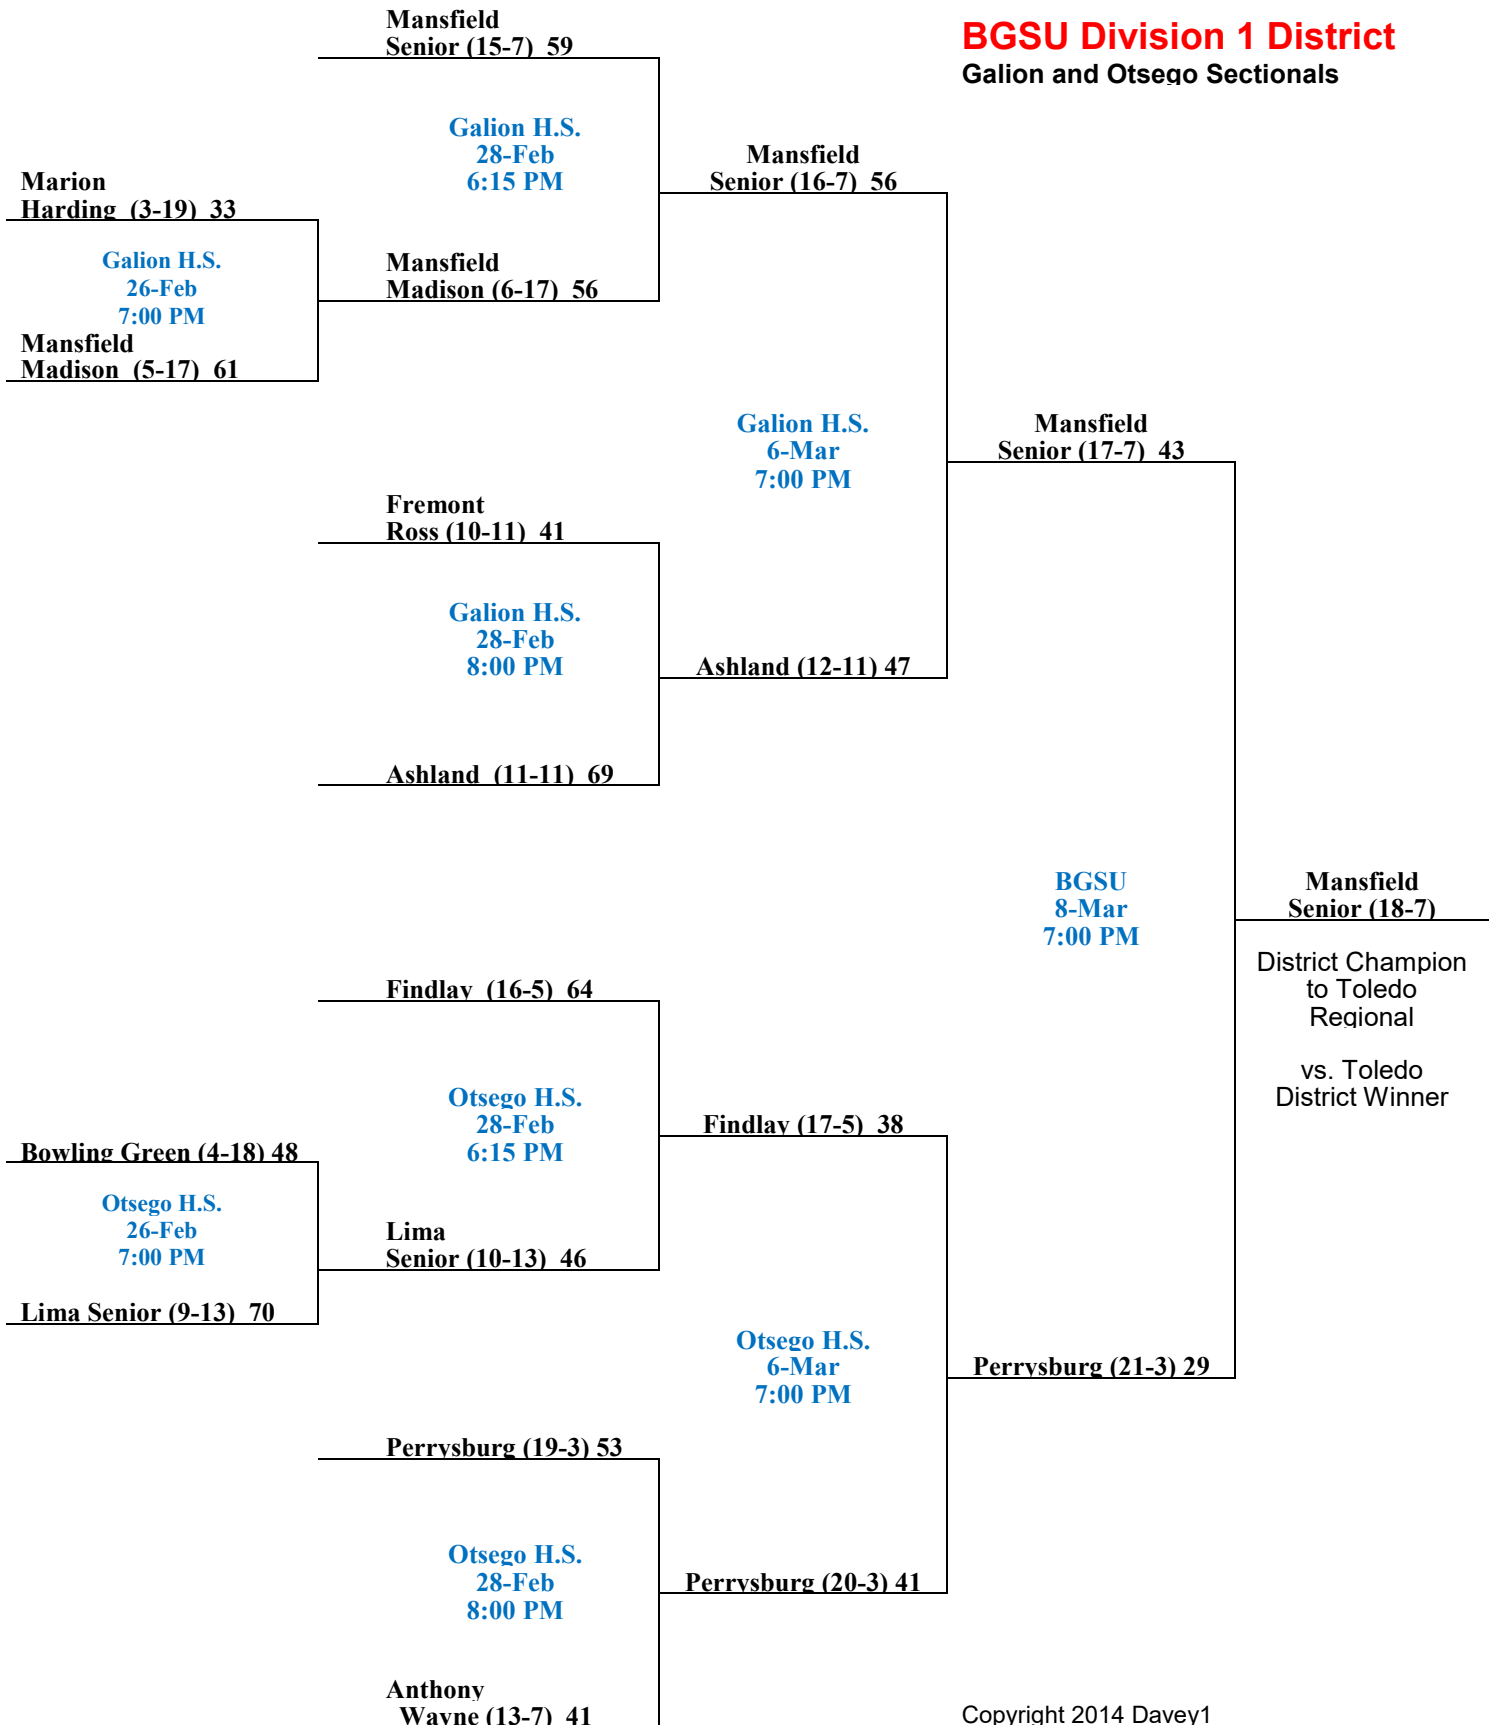 BGSU Division 1 District
Galion and Otsego Sectionals
Mansfield
Senior (15-7) 59
Galion H.S.
28-Feb
6:15 PM
Mansfield
Senior (16-7) 56
Marion
Harding (3-19) 33
Galion H.S.
26-Feb
7:00 PM
Mansfield
Madison (6-17) 56
Mansfield
Madison (5-17) 61
Galion H.S.
6-Mar
7:00 PM
Mansfield
Senior (17-7) 43
Fremont
Ross (10-11) 41
Galion H.S.
28-Feb
8:00 PM
Ashland (12-11) 47
Ashland (11-11) 69
BGSU
8-Mar
7:00 PM
Mansfield
Senior (18-7)
District Champion
to Toledo
Regional
vs. Toledo
District Winner
Findlay (16-5) 64
Otsego H.S.
28-Feb
6:15 PM
Findlay (17-5) 38
Bowling Green (4-18) 48
Otsego H.S.
26-Feb
7:00 PM
Lima
Senior (10-13) 46
Lima Senior (9-13) 70
Otsego H.S.
6-Mar
7:00 PM
Perrysburg (21-3) 29
Perrysburg (19-3) 53
Otsego H.S.
28-Feb
8:00 PM
Perrysburg (20-3) 41
Anthony
Wayne (13-7) 41
Copyright 2014 Davey1